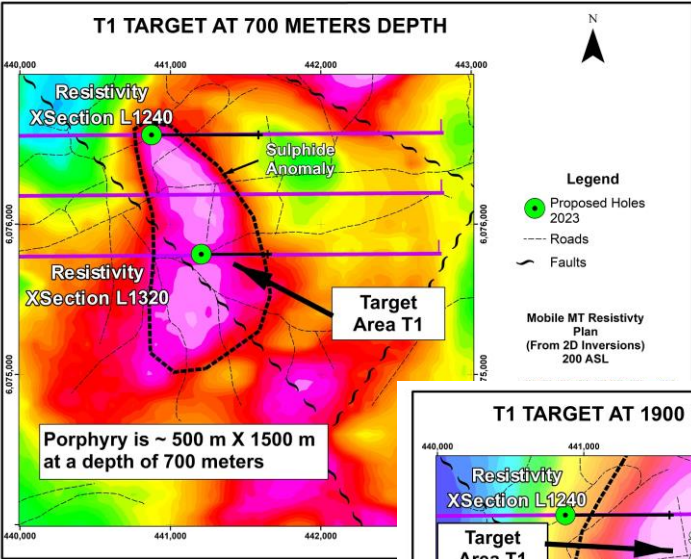 T1 TARGET AT 700 METERS DEPTH
440,000
441,000
442,000
443,000
N
Resistivity
XSection L1240
Sulphide
Anomaly
6,076,000
6,076,000
Resistivity
XSection L1320
Target
Area T1
Legend
Proposed Holes
2023
Roads
Faults
Mobile MT Resistivty
Plan
(From 2D Inversions)
200 ASL
6,075,000
75,000
Porphyry is ~ 500 m X 1500 m
at a depth of 700 meters
440,000
441,000
442,000
T1 TARGET AT 1900
440,000
441,000
Resistivity
XSection L1240
Target
Area T1